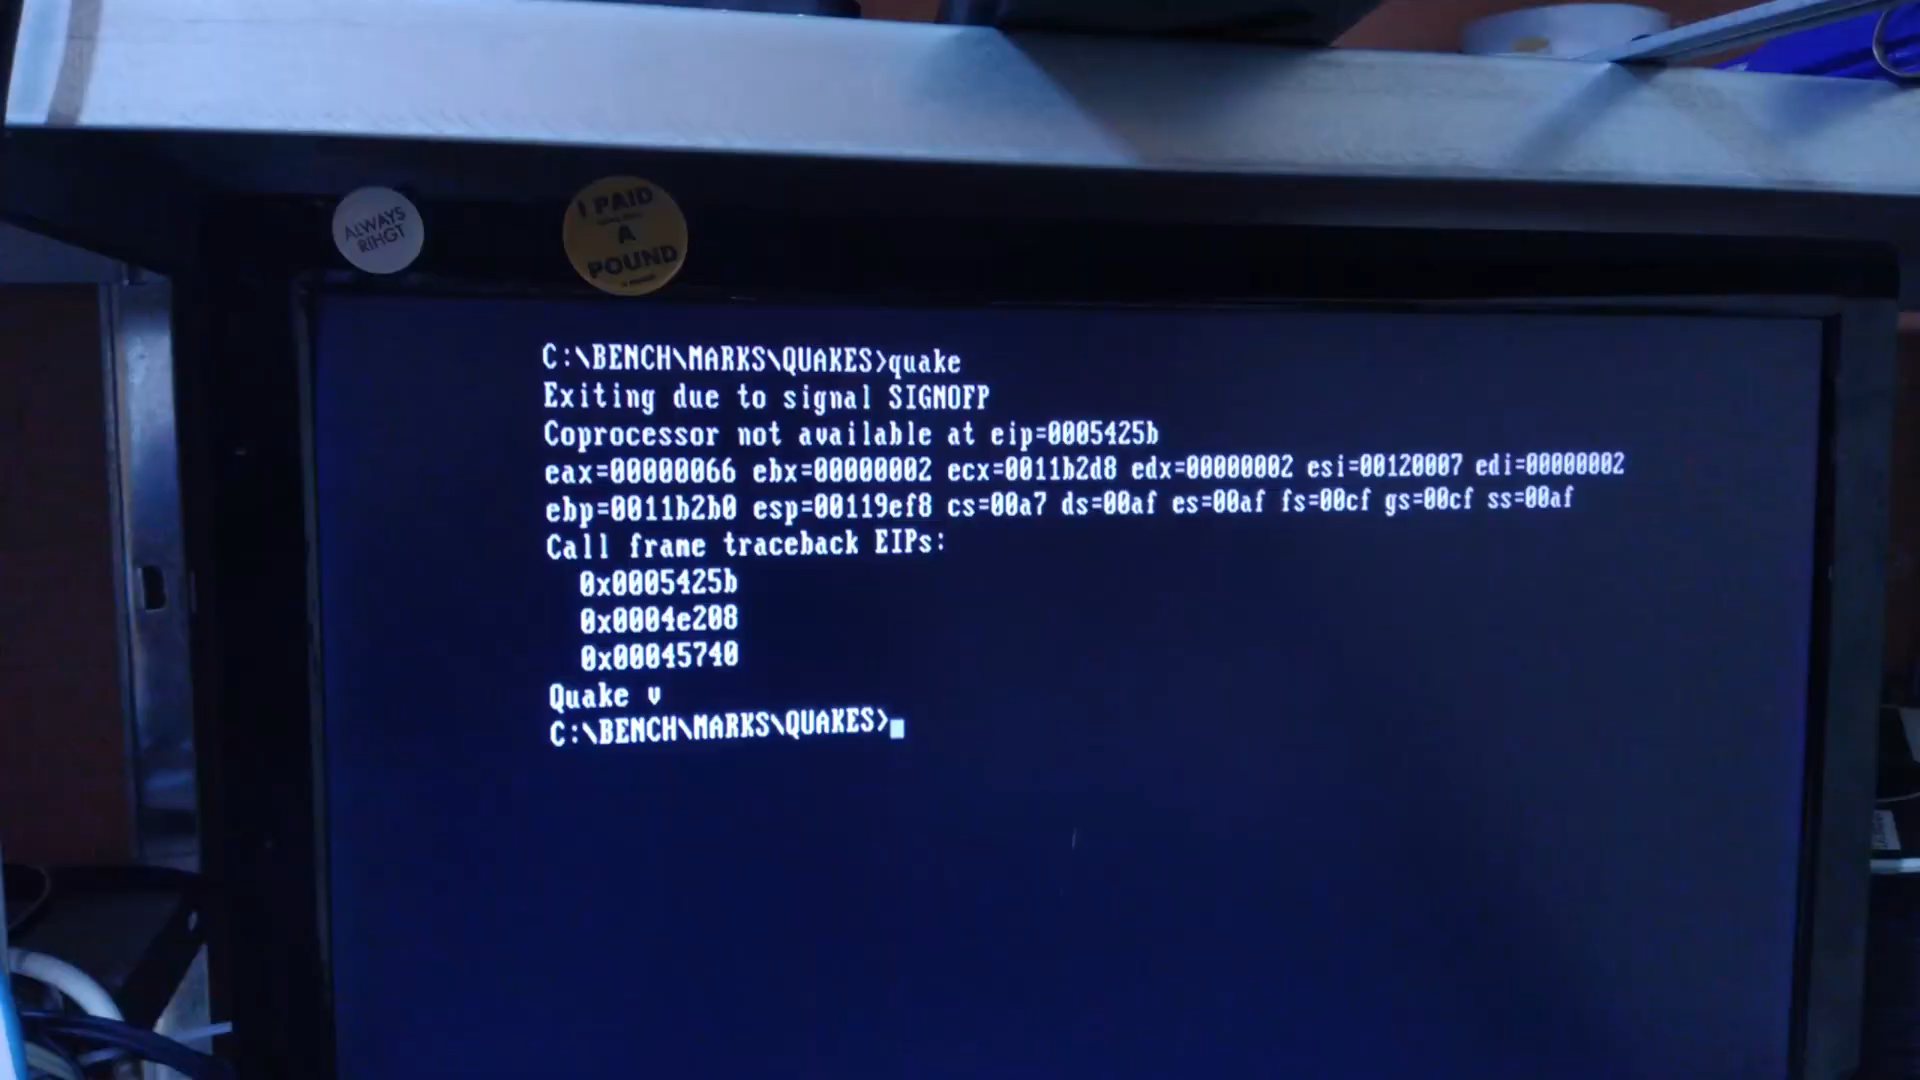 ALWAYS
RIHGT
I PAID
A
POUND
C:\BENCH\MARKS\QUAKES>quake
Exiting due to signal SIGNOFP
Coprocessor not available at eip=0005425b
eax=00000066 ebx=00000002 ecx=0011b2d8 edx=00000002 esi=00120007 edi=00000002
ebp=0011b2b0 esp=00119ef8 cs=00a7 ds=00af es=00af fs=00cf gs=00cf ss=00af
Call frame traceback EIPs:
0x0005425b
0x0004e208
0x00045740
Quake v
C:\BENCH\MARKS\QUAKES>